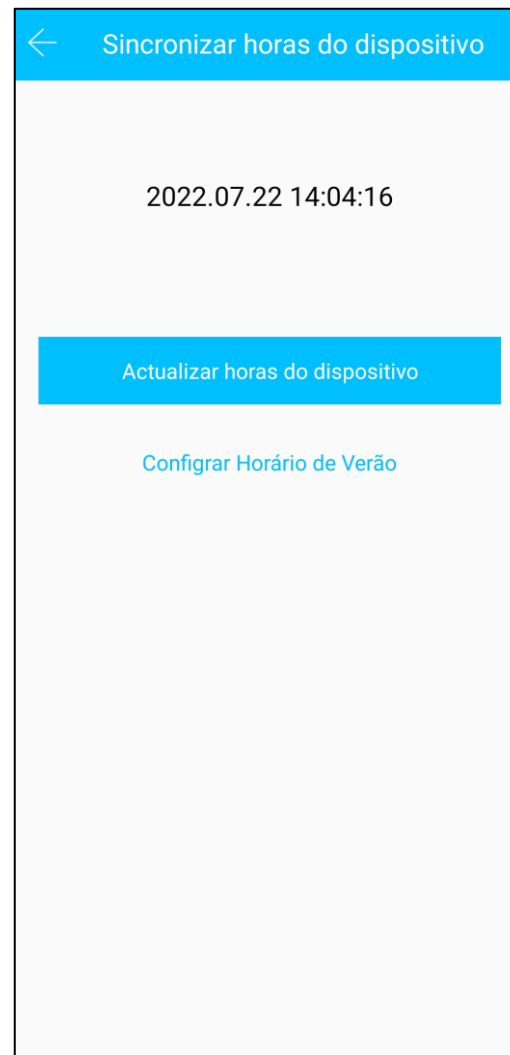 Sincronizar horas do dispositivo
2022.07.22 14:04:16
Actualizar horas do dispositivo
Configrar Horário de Verão